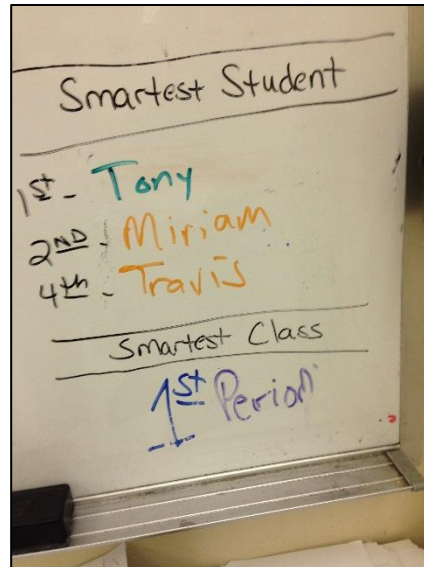 Smartest Student
1st - Tony
2ND - Miriam
4th - Travis
Smartest Class
1st Period